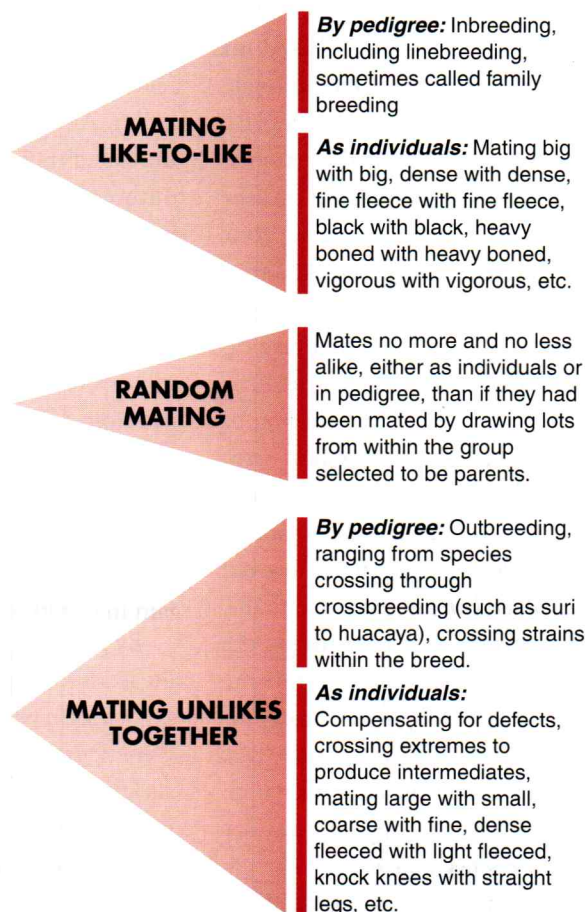 MATING
LIKE-TO-LIKE
By pedigree: Inbreeding,
including linebreeding,
sometimes called family
breeding
As individuals: Mating big
with big, dense with dense,
fine fleece with fine fleece,
black with black, heavy
boned with heavy boned,
vigorous with vigorous, etc.
RANDOM
MATING
Mates no more and no less
alike, either as individuals or
in pedigree, than if they had
been mated by drawing lots
from within the group
selected to be parents.
MATING UNLIKES
TOGETHER
By pedigree: Outbreeding,
ranging from species
crossing through
crossbreeding (such as suri
to huacaya), crossing strains
within the breed.
As individuals:
Compensating for defects,
crossing extremes to
produce intermediates,
mating large with small,
coarse with fine, dense
fleeced with light fleeced,
knock knees with straight
legs, etc.